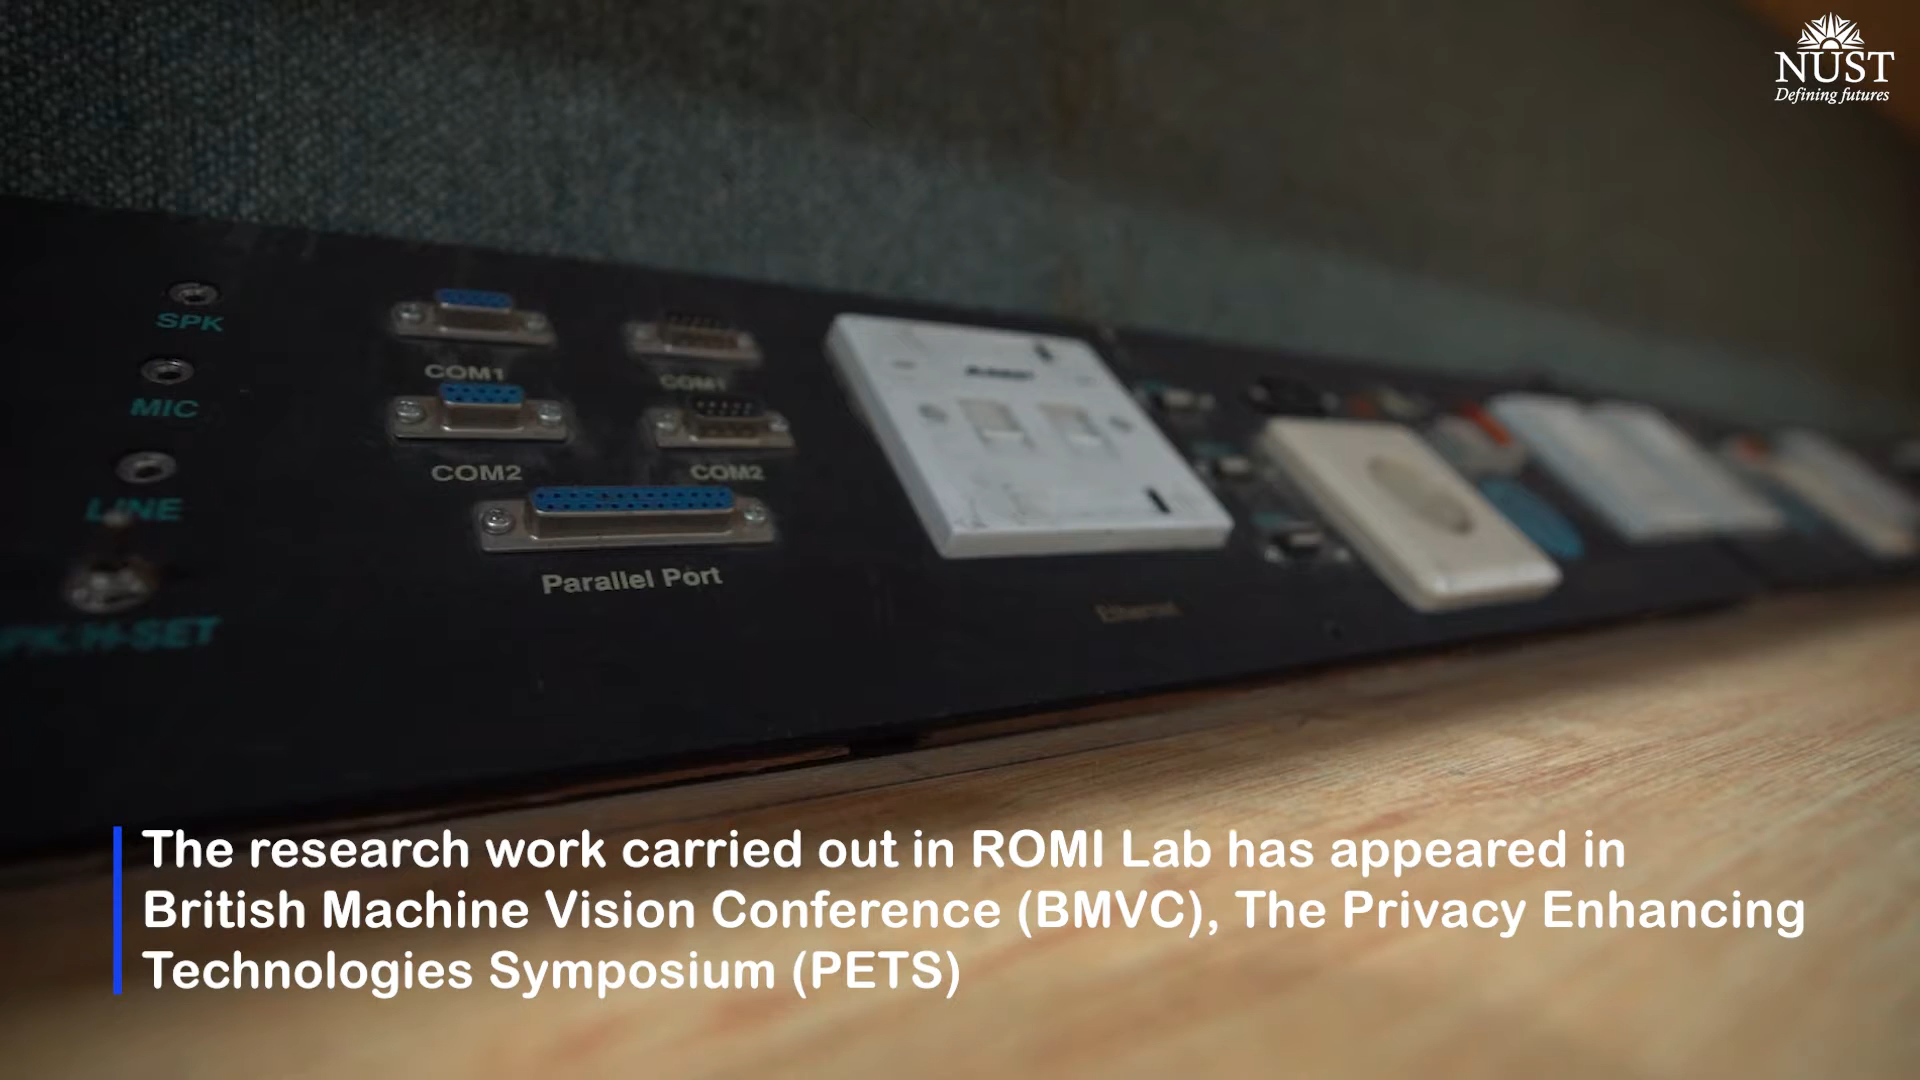 NUST
Defining futures
SPK
MIC
LINE
COM1
COM1
COM2
COM2
Parallel Port
Ethernet
The research work carried out in ROMI Lab has appeared in
British Machine Vision Conference (BMVC), The Privacy Enhancing
Technologies Symposium (PETS)